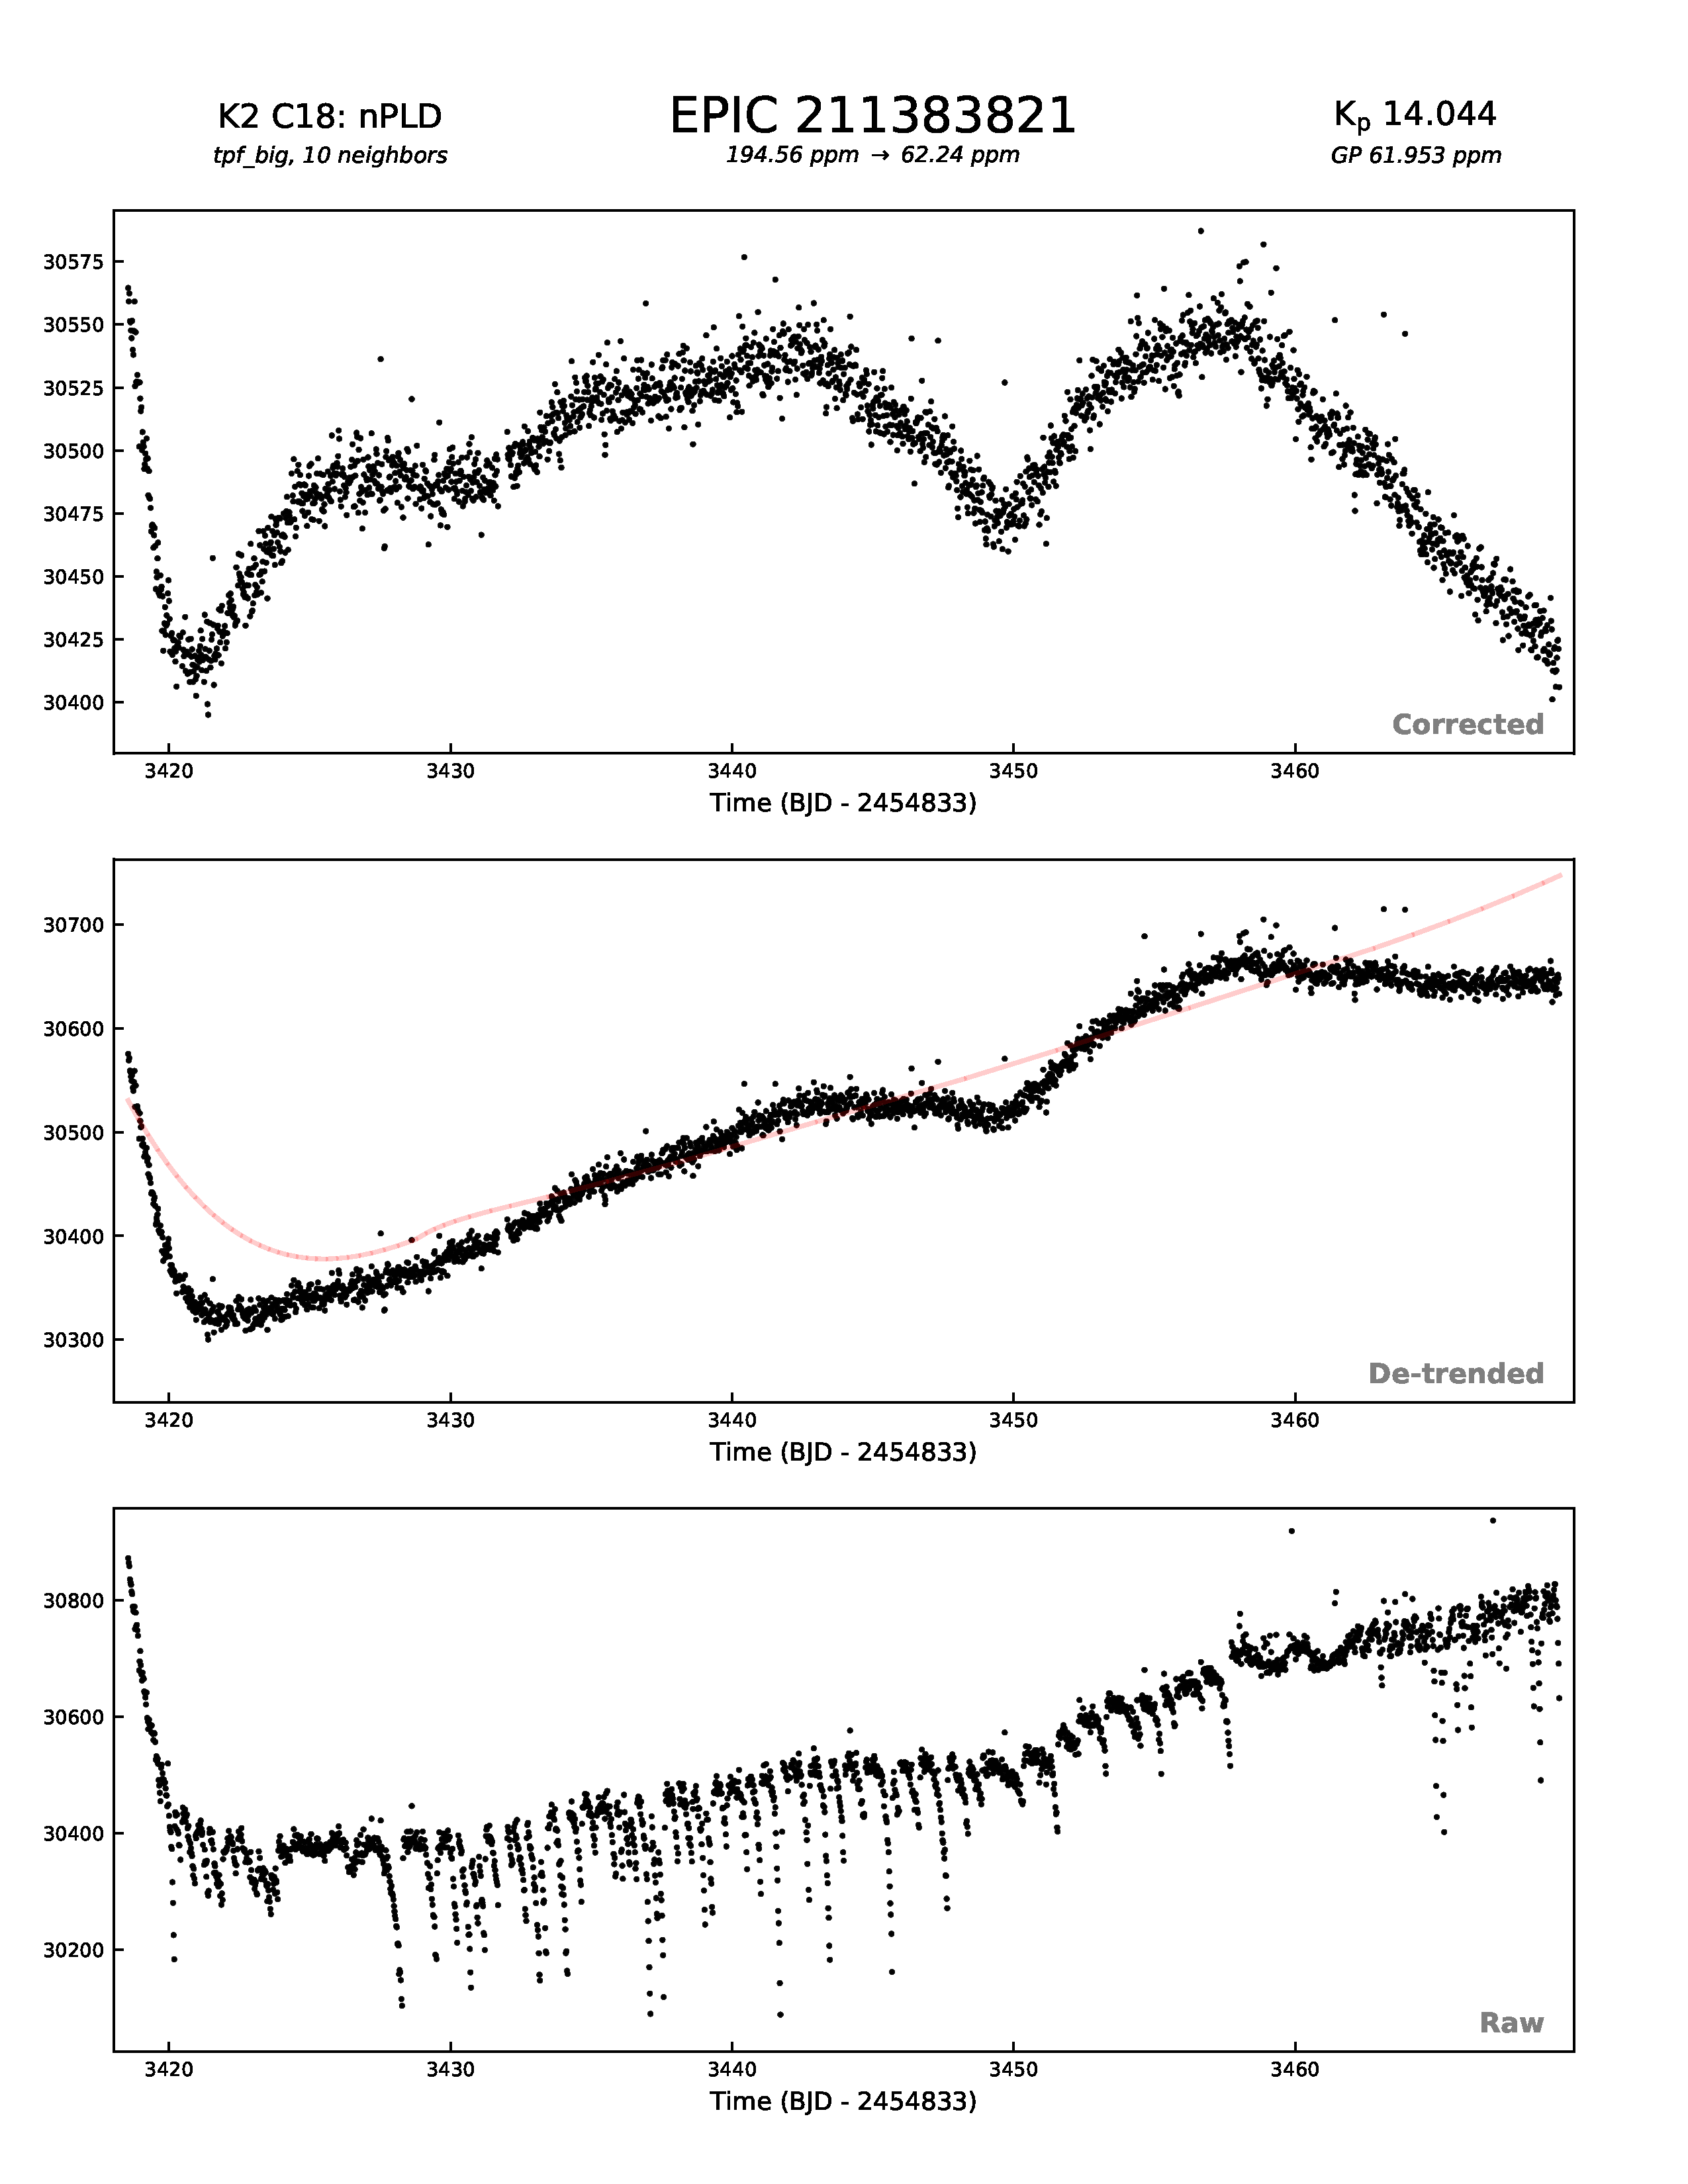 K2 C18: nPLD
EPIC 211383821
Kp 14.044
tpf_big, 10 neighbors
194.56 ppm → 62.24 ppm
GP 61.953 ppm
30575
30550
30525
30500
30475
30450
30425
30400
Corrected
3420 3430 3440 3450 3460
Time (BJD - 2454833)
30700
30600
30500
30400
30300
De-trended
3420 3430 3440 3450 3460
Time (BJD - 2454833)
30800
30600
30400
30200
Raw
3420 3430 3440 3450 3460
Time (BJD - 2454833)